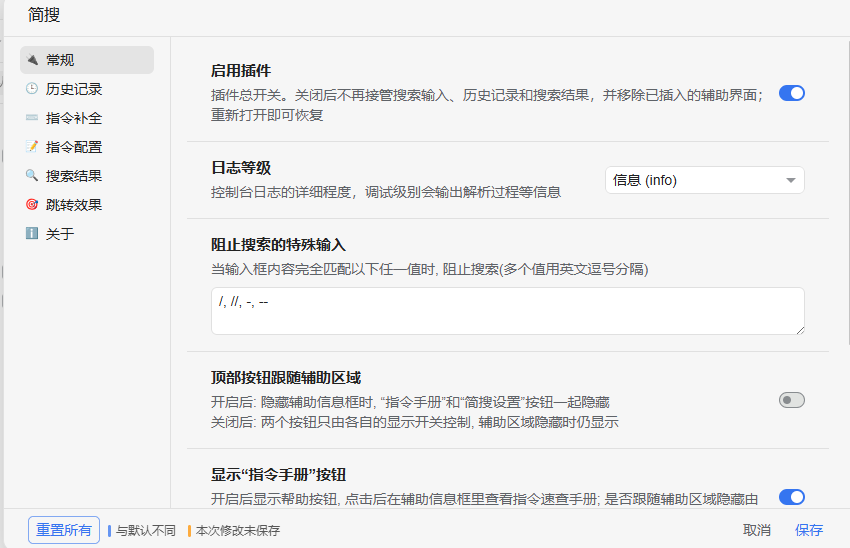 简搜
常规
历史记录
指令补全
指令配置
搜索结果
跳转效果
关于
启用插件
插件总开关。关闭后不再接管搜索输入、历史记录和搜索结果，并移除已插入的辅助界面；
重新打开即可恢复
日志等级
控制台日志的详细程度，调试级别会输出解析过程等信息
信息 (info)
阻止搜索的特殊输入
当输入框内容完全匹配以下任一值时, 阻止搜索(多个值用英文逗号分隔)
/, //, -, --
顶部按钮跟随辅助区域
开启后: 隐藏辅助信息框时, “指令手册”和“简搜设置”按钮一起隐藏
关闭后: 两个按钮只由各自的显示开关控制, 辅助区域隐藏时仍显示
显示“指令手册”按钮
开启后显示帮助按钮, 点击后在辅助信息框里查看指令速查手册; 是否跟随辅助区域隐藏由
重置所有
与默认不同
本次修改未保存
取消
保存